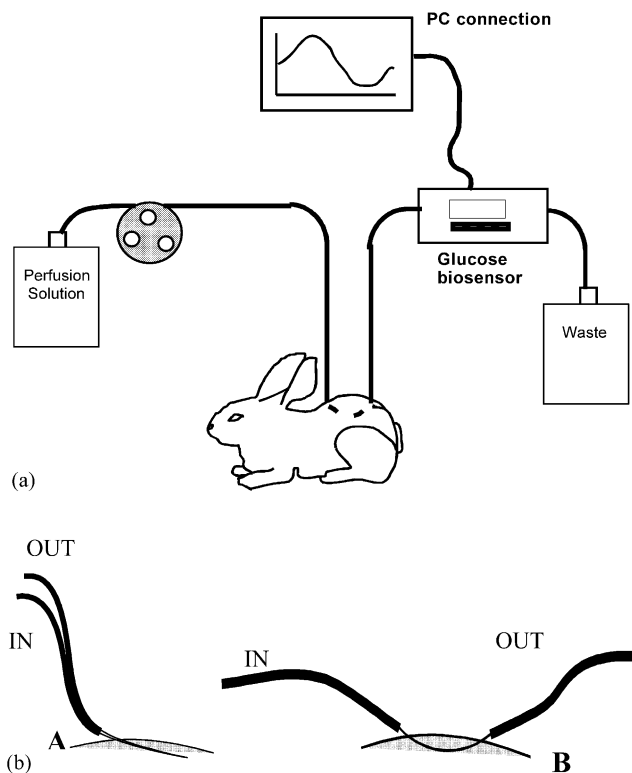 PC connection
Perfusion
Solution
Glucose
biosensor
Waste
(a)
OUT
IN
IN
OUT
A
B
(b)